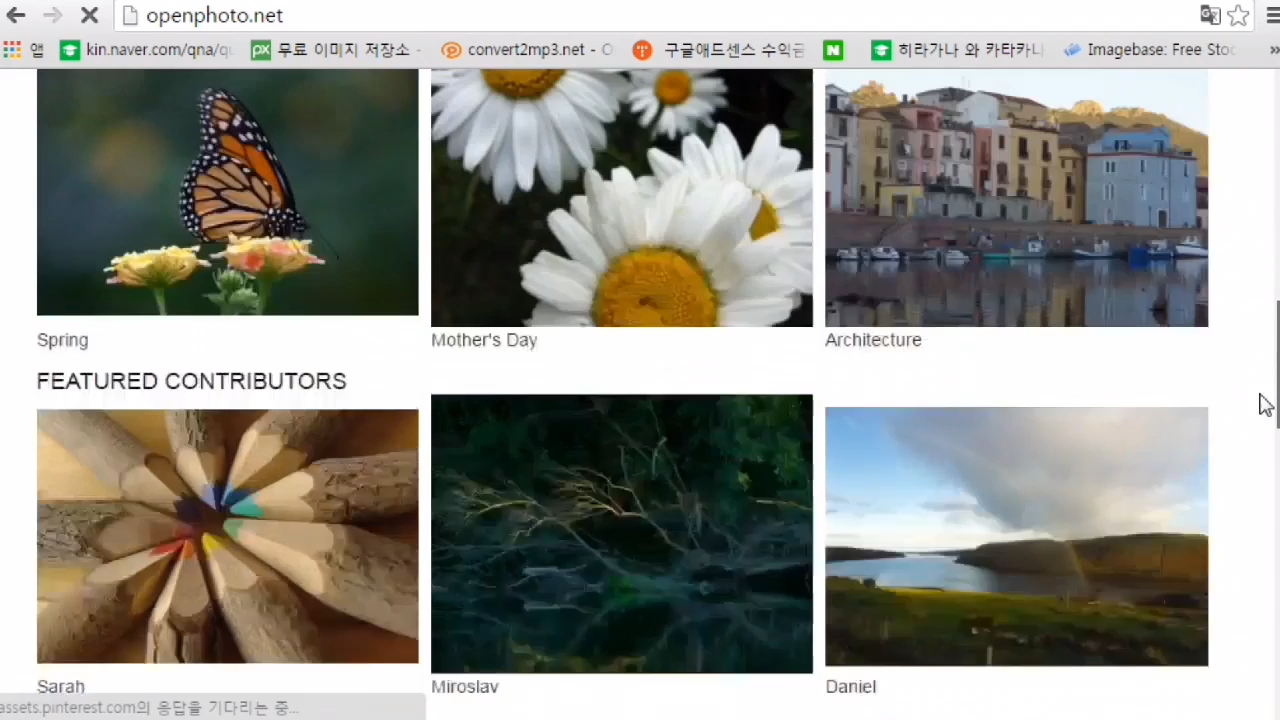 openphoto.net
앱 kin.naver.com/qna/ 무료 이미지 저장소 - convert2mp3.net - 구글애드센스 수익금 N 히라가나 와 카타카나 Imagebase: Free Sto »
Spring Mother's Day Architecture
FEATURED CONTRIBUTORS
Sarah Miroslav Daniel
assets.pinterest.com의 응답을 기다리는 중...